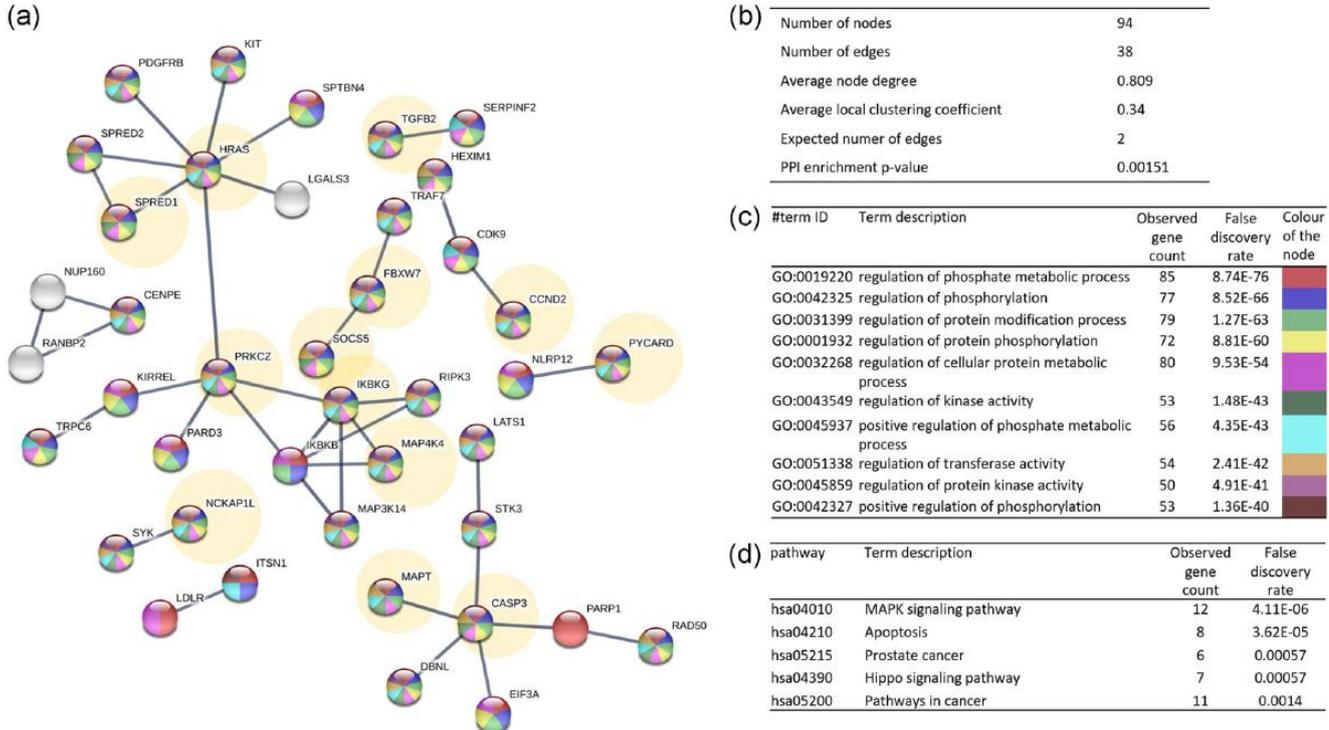 (a)
KIT
PDGFRB
SPTBN4
SPRED2
HRAS
LGALS3
SPRED1
TGFB2
SERPINF2
HEXIM1
TRAF7
CDK9
FBXW7
CCND2
SOCS5
NLRP12
PYCARD
NUP160
CENPE
RANBP2
PRKCZ
KIRREL
IKBKG
RIPK3
TRPC6
PARD3
IKBKB
MAP4K4
LATS1
MAP3K14
NCKAP1L
SYK
STK3
ITSN1
LDLR
MAPT
CASP3
PARP1
RAD50
DBNL
EIF3A
(b)
Number of nodes 94
Number of edges 38
Average node degree 0.809
Average local clustering coefficient 0.34
Expected numer of edges 2
PPI enrichment p-value 0.00151
(c)
#term ID Term description Observed False Colour
gene discovery of the
count rate node
GO:0019220 regulation of phosphate metabolic process 85 8.74E-76
GO:0042325 regulation of phosphorylation 77 8.52E-66
GO:0031399 regulation of protein modification process 79 1.27E-63
GO:0001932 regulation of protein phosphorylation 72 8.81E-60
GO:0032268 regulation of cellular protein metabolic 80 9.53E-54
process
GO:0043549 regulation of kinase activity 53 1.48E-43
GO:0045937 positive regulation of phosphate metabolic 56 4.35E-43
process
GO:0051338 regulation of transferase activity 54 2.41E-42
GO:0045859 regulation of protein kinase activity 50 4.91E-41
GO:0042327 positive regulation of phosphorylation 53 1.36E-40
(d)
pathway Term description Observed False
gene discovery
count rate
hsa04010 MAPK signaling pathway 12 4.11E-06
hsa04210 Apoptosis 8 3.62E-05
hsa05215 Prostate cancer 6 0.00057
hsa04390 Hippo signaling pathway 7 0.00057
hsa05200 Pathways in cancer 11 0.0014